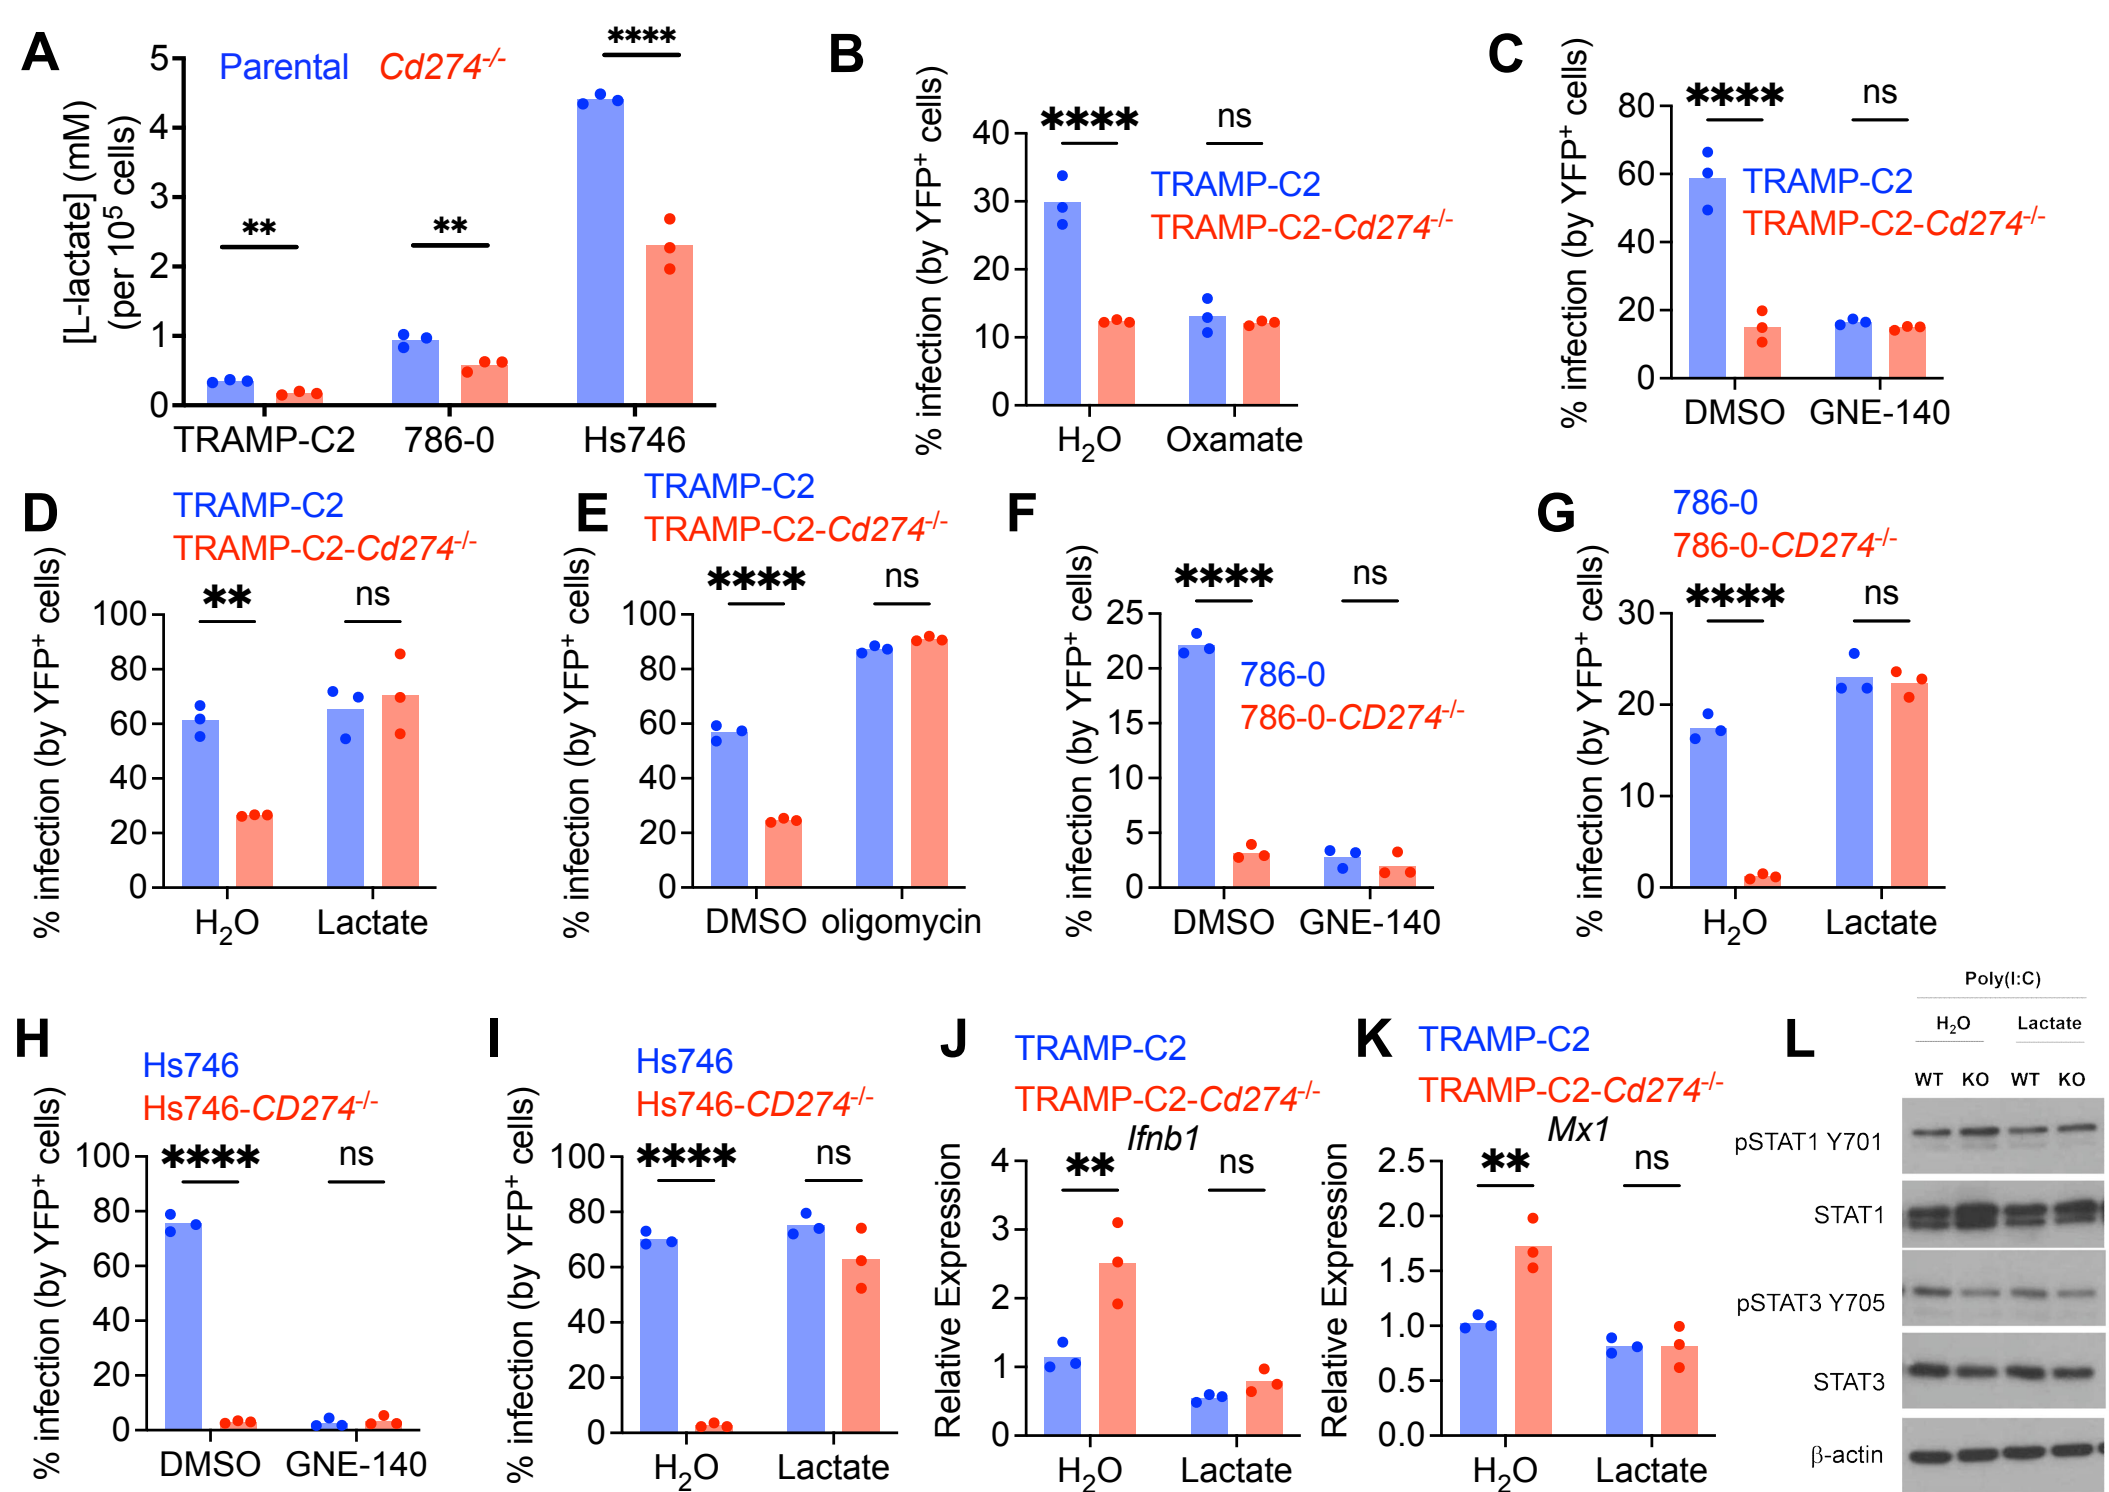 A
Parental Cd274-/-
[L-lactate] (mM)
(per 10⁵ cells)
5
4
3
2
1
0
**
**
****
TRAMP-C2 786-0 Hs746
B
% infection (by YFP⁺ cells)
40
30
20
10
0
**** ns
TRAMP-C2
TRAMP-C2-Cd274-/-
H₂O Oxamate
C
% infection (by YFP⁺ cells)
80
60
40
20
0
**** ns
TRAMP-C2
TRAMP-C2-Cd274-/-
DMSO GNE-140
D
TRAMP-C2
TRAMP-C2-Cd274-/-
% infection (by YFP⁺ cells)
100
80
60
40
20
0
** ns
H₂O Lactate
E
TRAMP-C2
TRAMP-C2-Cd274-/-
% infection (by YFP⁺ cells)
100
80
60
40
20
0
**** ns
DMSO oligomycin
F
% infection (by YFP⁺ cells)
25
20
15
10
5
0
**** ns
786-0
786-0-CD274-/-
DMSO GNE-140
G
786-0
786-0-CD274-/-
% infection (by YFP⁺ cells)
30
20
10
0
**** ns
H₂O Lactate
H
Hs746
Hs746-CD274-/-
% infection (by YFP⁺ cells)
100
80
60
40
20
0
**** ns
DMSO GNE-140
I
Hs746
Hs746-CD274-/-
% infection (by YFP⁺ cells)
100
80
60
40
20
0
**** ns
H₂O Lactate
J
TRAMP-C2
TRAMP-C2-Cd274-/-
Ifnb1
Relative Expression
4
3
2
1
0
** ns
H₂O Lactate
K
TRAMP-C2
TRAMP-C2-Cd274-/-
Mx1
Relative Expression
2.5
2.0
1.5
1.0
0.5
0.0
** ns
H₂O Lactate
L
Poly(I:C)
H₂O Lactate
WT KO WT KO
pSTAT1 Y701
STAT1
pSTAT3 Y705
STAT3
β-actin